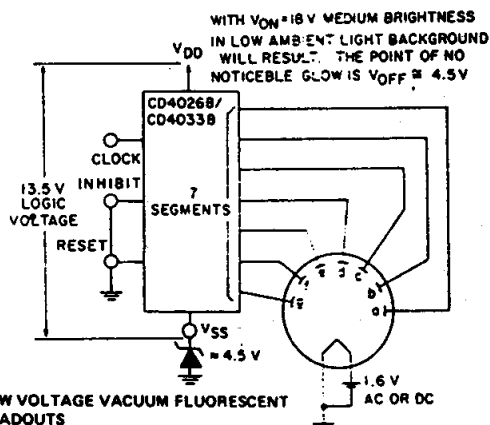 WITH VON = 18 V MEDIUM BRIGHTNESS
IN LOW AMBIENT LIGHT BACKGROUND
WILL RESULT. THE POINT OF NO
NOTICEBLE GLOW IS VOFF ≅ 4.5 V
VDD
CD4026B/
CD4033B
CLOCK
INHIBIT
13.5 V
LOGIC
VOLTAGE
7
SEGMENTS
RESET
g f e d c b a
VSS
≈ 4.5 V
1.6 V
AC OR DC
W VOLTAGE VACUUM FLUORESCENT
ADOUTS